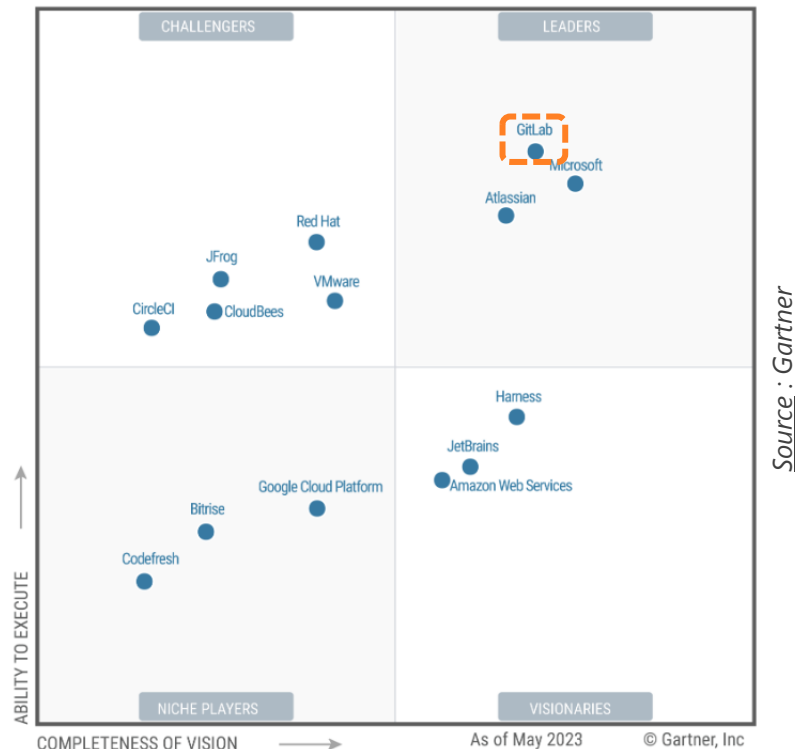 CHALLENGERS
LEADERS
GitLab
Microsoft
Atlassian
Red Hat
JFrog
VMware
CircleCI
CloudBees
Harness
JetBrains
Amazon Web Services
Google Cloud Platform
Bitrise
Codefresh
NICHE PLAYERS
VISIONARIES
ABILITY TO EXECUTE
COMPLETENESS OF VISION
As of May 2023
© Gartner, Inc
Source : Gartner